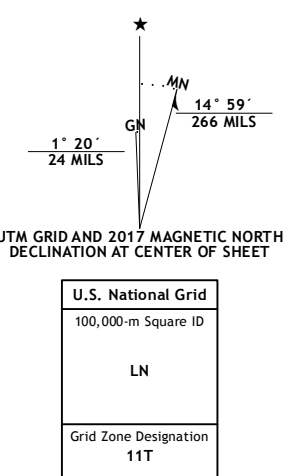 ★
MN
14° 59´
266 MILS
GN
1° 20´
24 MILS
UTM GRID AND 2017 MAGNETIC NORTH
DECLINATION AT CENTER OF SHEET
U.S. National Grid
100,000-m Square ID
LN
Grid Zone Designation
11T